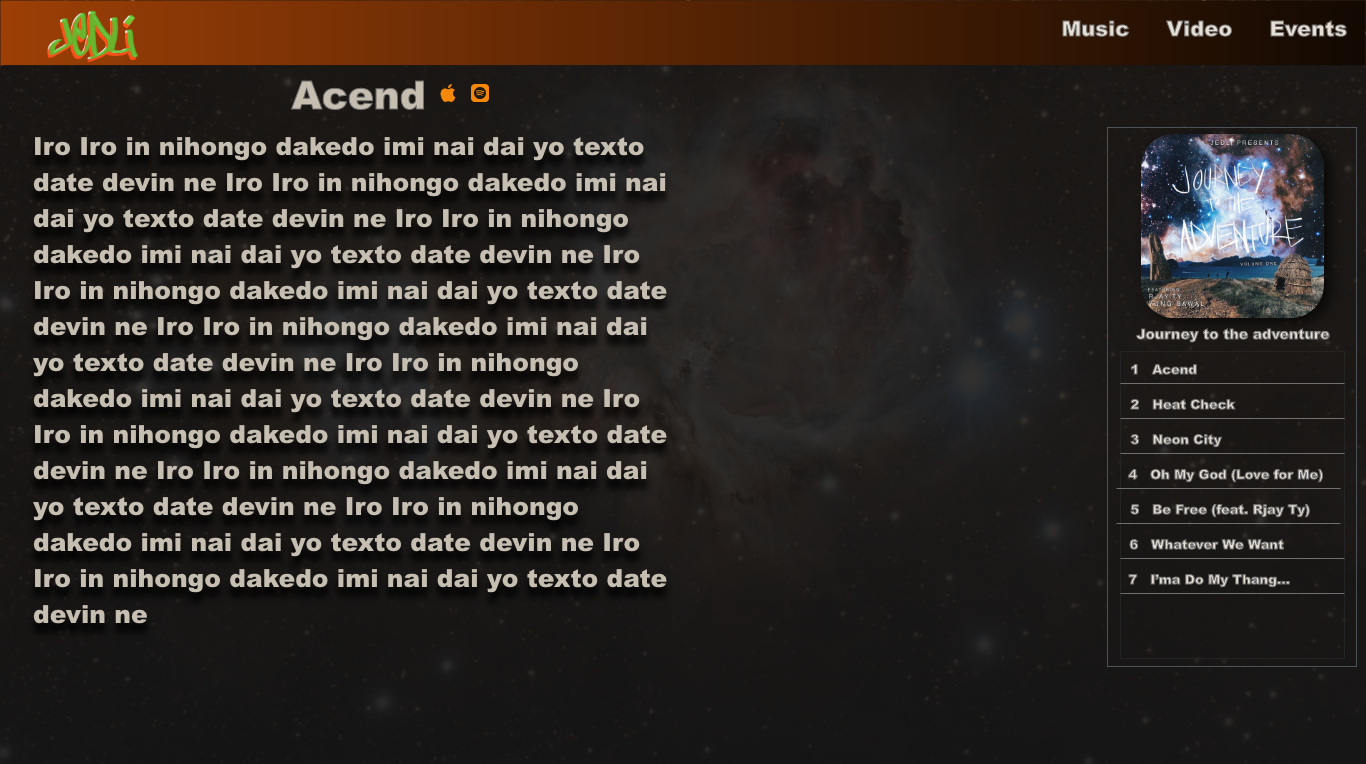 JEDLi
Music Video Events
Acend
Iro Iro in nihongo dakedo imi nai dai yo texto
date devin ne Iro Iro in nihongo dakedo imi nai
dai yo texto date devin ne Iro Iro in nihongo
dakedo imi nai dai yo texto date devin ne Iro
Iro in nihongo dakedo imi nai dai yo texto date
devin ne Iro Iro in nihongo dakedo imi nai dai
yo texto date devin ne Iro Iro in nihongo
dakedo imi nai dai yo texto date devin ne Iro
Iro in nihongo dakedo imi nai dai yo texto date
devin ne Iro Iro in nihongo dakedo imi nai dai
yo texto date devin ne Iro Iro in nihongo
dakedo imi nai dai yo texto date devin ne Iro
Iro in nihongo dakedo imi nai dai yo texto date
devin ne
JEDLI PRESENTS
JOURNEY
TO THE
ADVENTURE
VOLUME ONE
FEATURING
RJAY TY
YUNG BAWAL
Journey to the adventure
1 Acend
2 Heat Check
3 Neon City
4 Oh My God (Love for Me)
5 Be Free (feat. Rjay Ty)
6 Whatever We Want
7 I'ma Do My Thang...